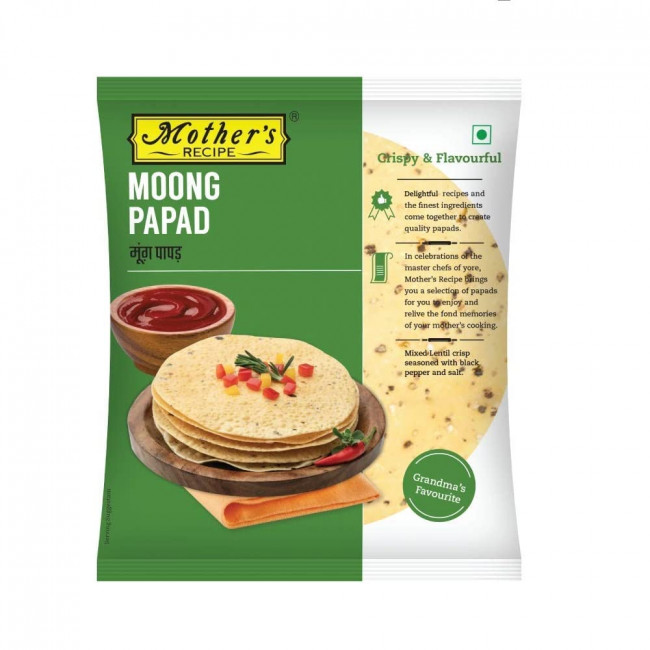 Mother's
RECIPE
®
MOONG
PAPAD
मूंग़ पापड़
Crispy & Flavourful
Delightful recipes and
the finest ingredients
come together to create
quality papads.
In celebrations of the
master chefs of yore,
Mother's Recipe brings
you a selection of papads
for you to enjoy and
relive the fond memories
of your mother's cooking.
Mixed Lentil crisp
seasoned with black
pepper and salt.
Grandma's
Favourite
Serving Suggestion